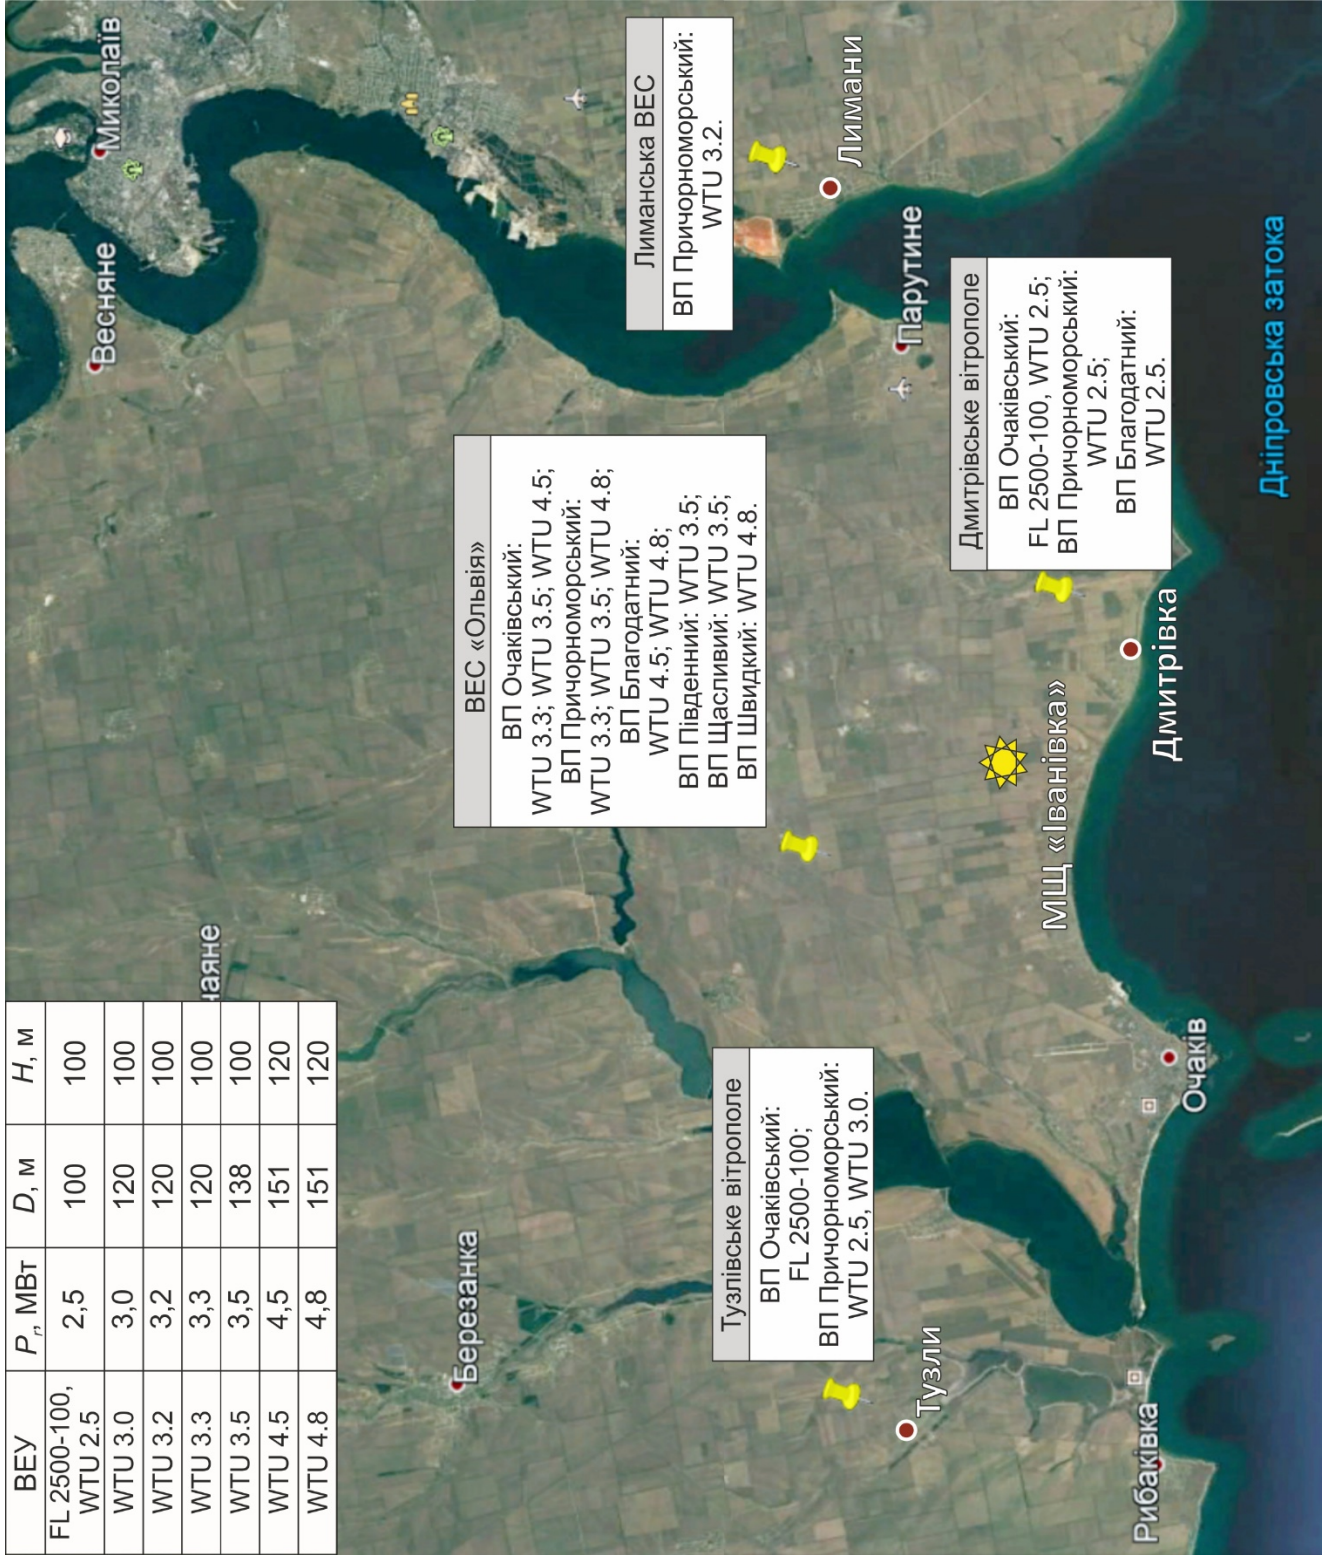 ВЕУ Pr, МВт D, м H, м
FL 2500-100,
WTU 2.5 2,5 100 100
WTU 3.0 3,0 120 100
WTU 3.2 3,2 120 100
WTU 3.3 3,3 120 100
WTU 3.5 3,5 138 100
WTU 4.5 4,5 151 120
WTU 4.8 4,8 151 120
Миколаїв
Весняне
чаяне
Березанка
ВЕС «Ольвія»
ВП Очаківський:
WTU 3.3; WTU 3.5; WTU 4.5;
ВП Причорноморський:
WTU 3.3; WTU 3.5; WTU 4.8;
ВП Благодатний:
WTU 4.5; WTU 4.8;
ВП Південний: WTU 3.5;
ВП Щасливий: WTU 3.5;
ВП Швидкий: WTU 4.8.
Лиманська ВЕС
ВП Причорноморський:
WTU 3.2.
Лимани
Тузлівське вітрополе
ВП Очаківський:
FL 2500-100;
ВП Причорноморський:
WTU 2.5, WTU 3.0.
Тузли
Парутине
Дмитрівське вітрополе
ВП Очаківський:
FL 2500-100, WTU 2.5;
ВП Причорноморський:
WTU 2.5;
ВП Благодатний:
WTU 2.5.
МЩ «Іванівка»
Дмитрівка
Рибаківка
Очаків
Дніпровська затока